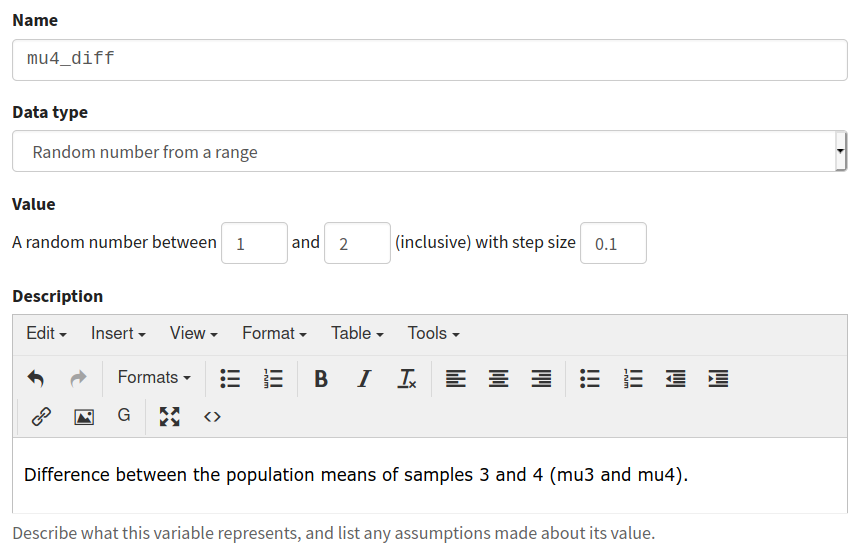 Name
mu4_diff
Data type
Random number from a range
Value
A random number between 1 and 2 (inclusive) with step size 0.1
Description
Edit Insert View Format Table Tools
Formats B I Tx
G <>
Difference between the population means of samples 3 and 4 (mu3 and mu4).
Describe what this variable represents, and list any assumptions made about its value.